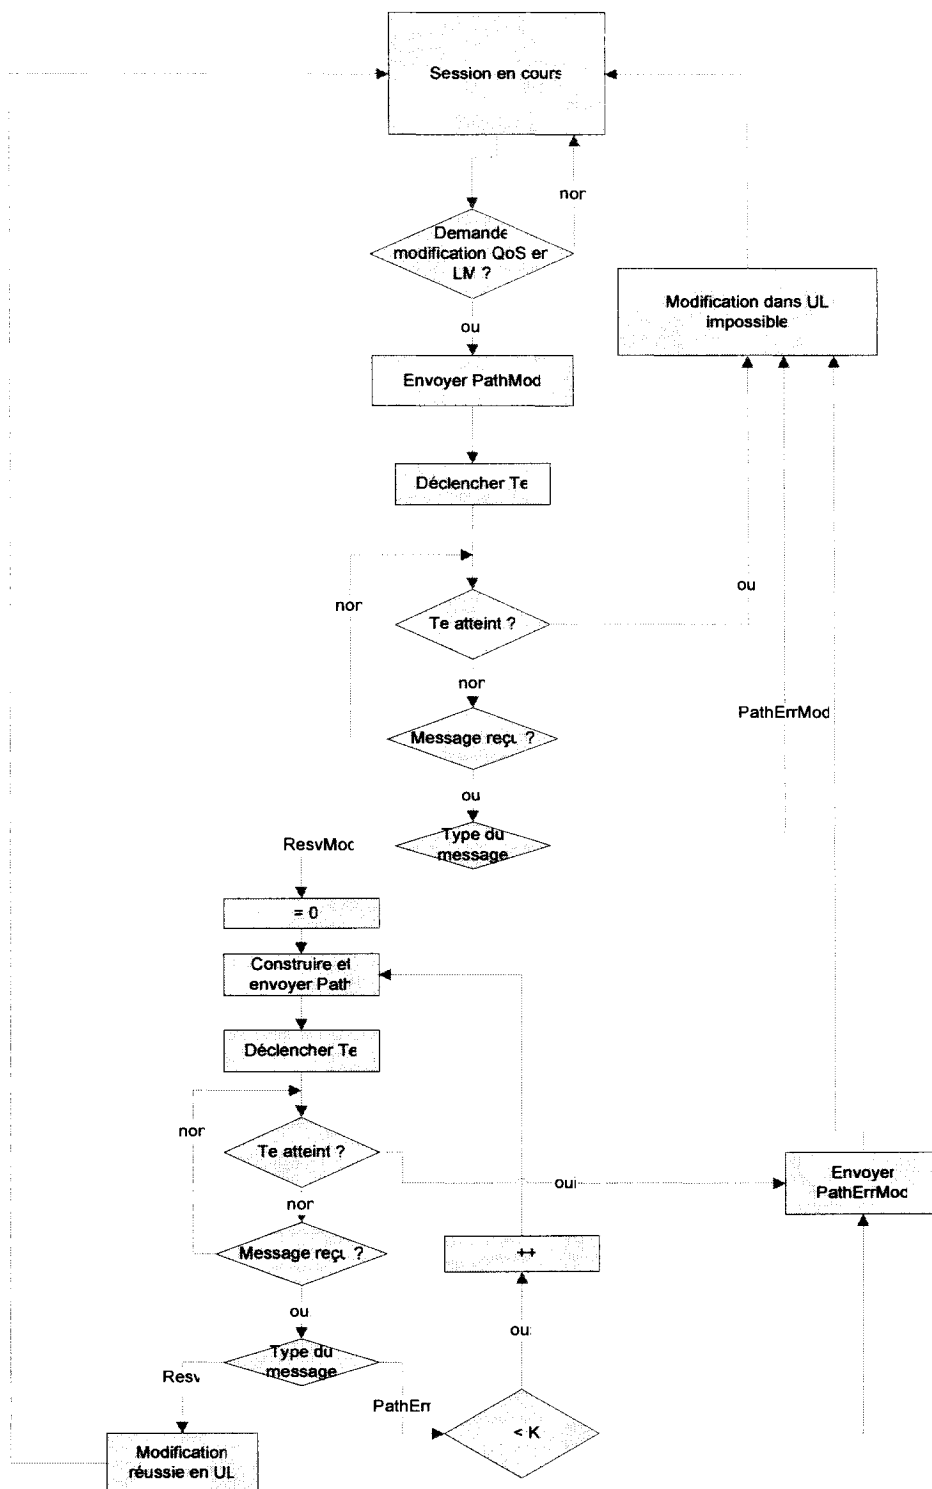 Session en cours
nor
Demande
modification QoS er
LM ?
ou
Envoyer PathMod
Modification dans UL
impossible
Déclencher Te
nor
Te atteint ?
ou
nor
PathErrMod
Message reçu ?
ou
Type du
message
ResvMod
= 0
Construire et
envoyer Path
Déclencher Te
nor
Te atteint ?
oui
Envoyer
PathErrMod
nor
Message reçu ?
++
ou
ou
Type du
message
Resv
PathErr
< K
Modification
réussie en UL